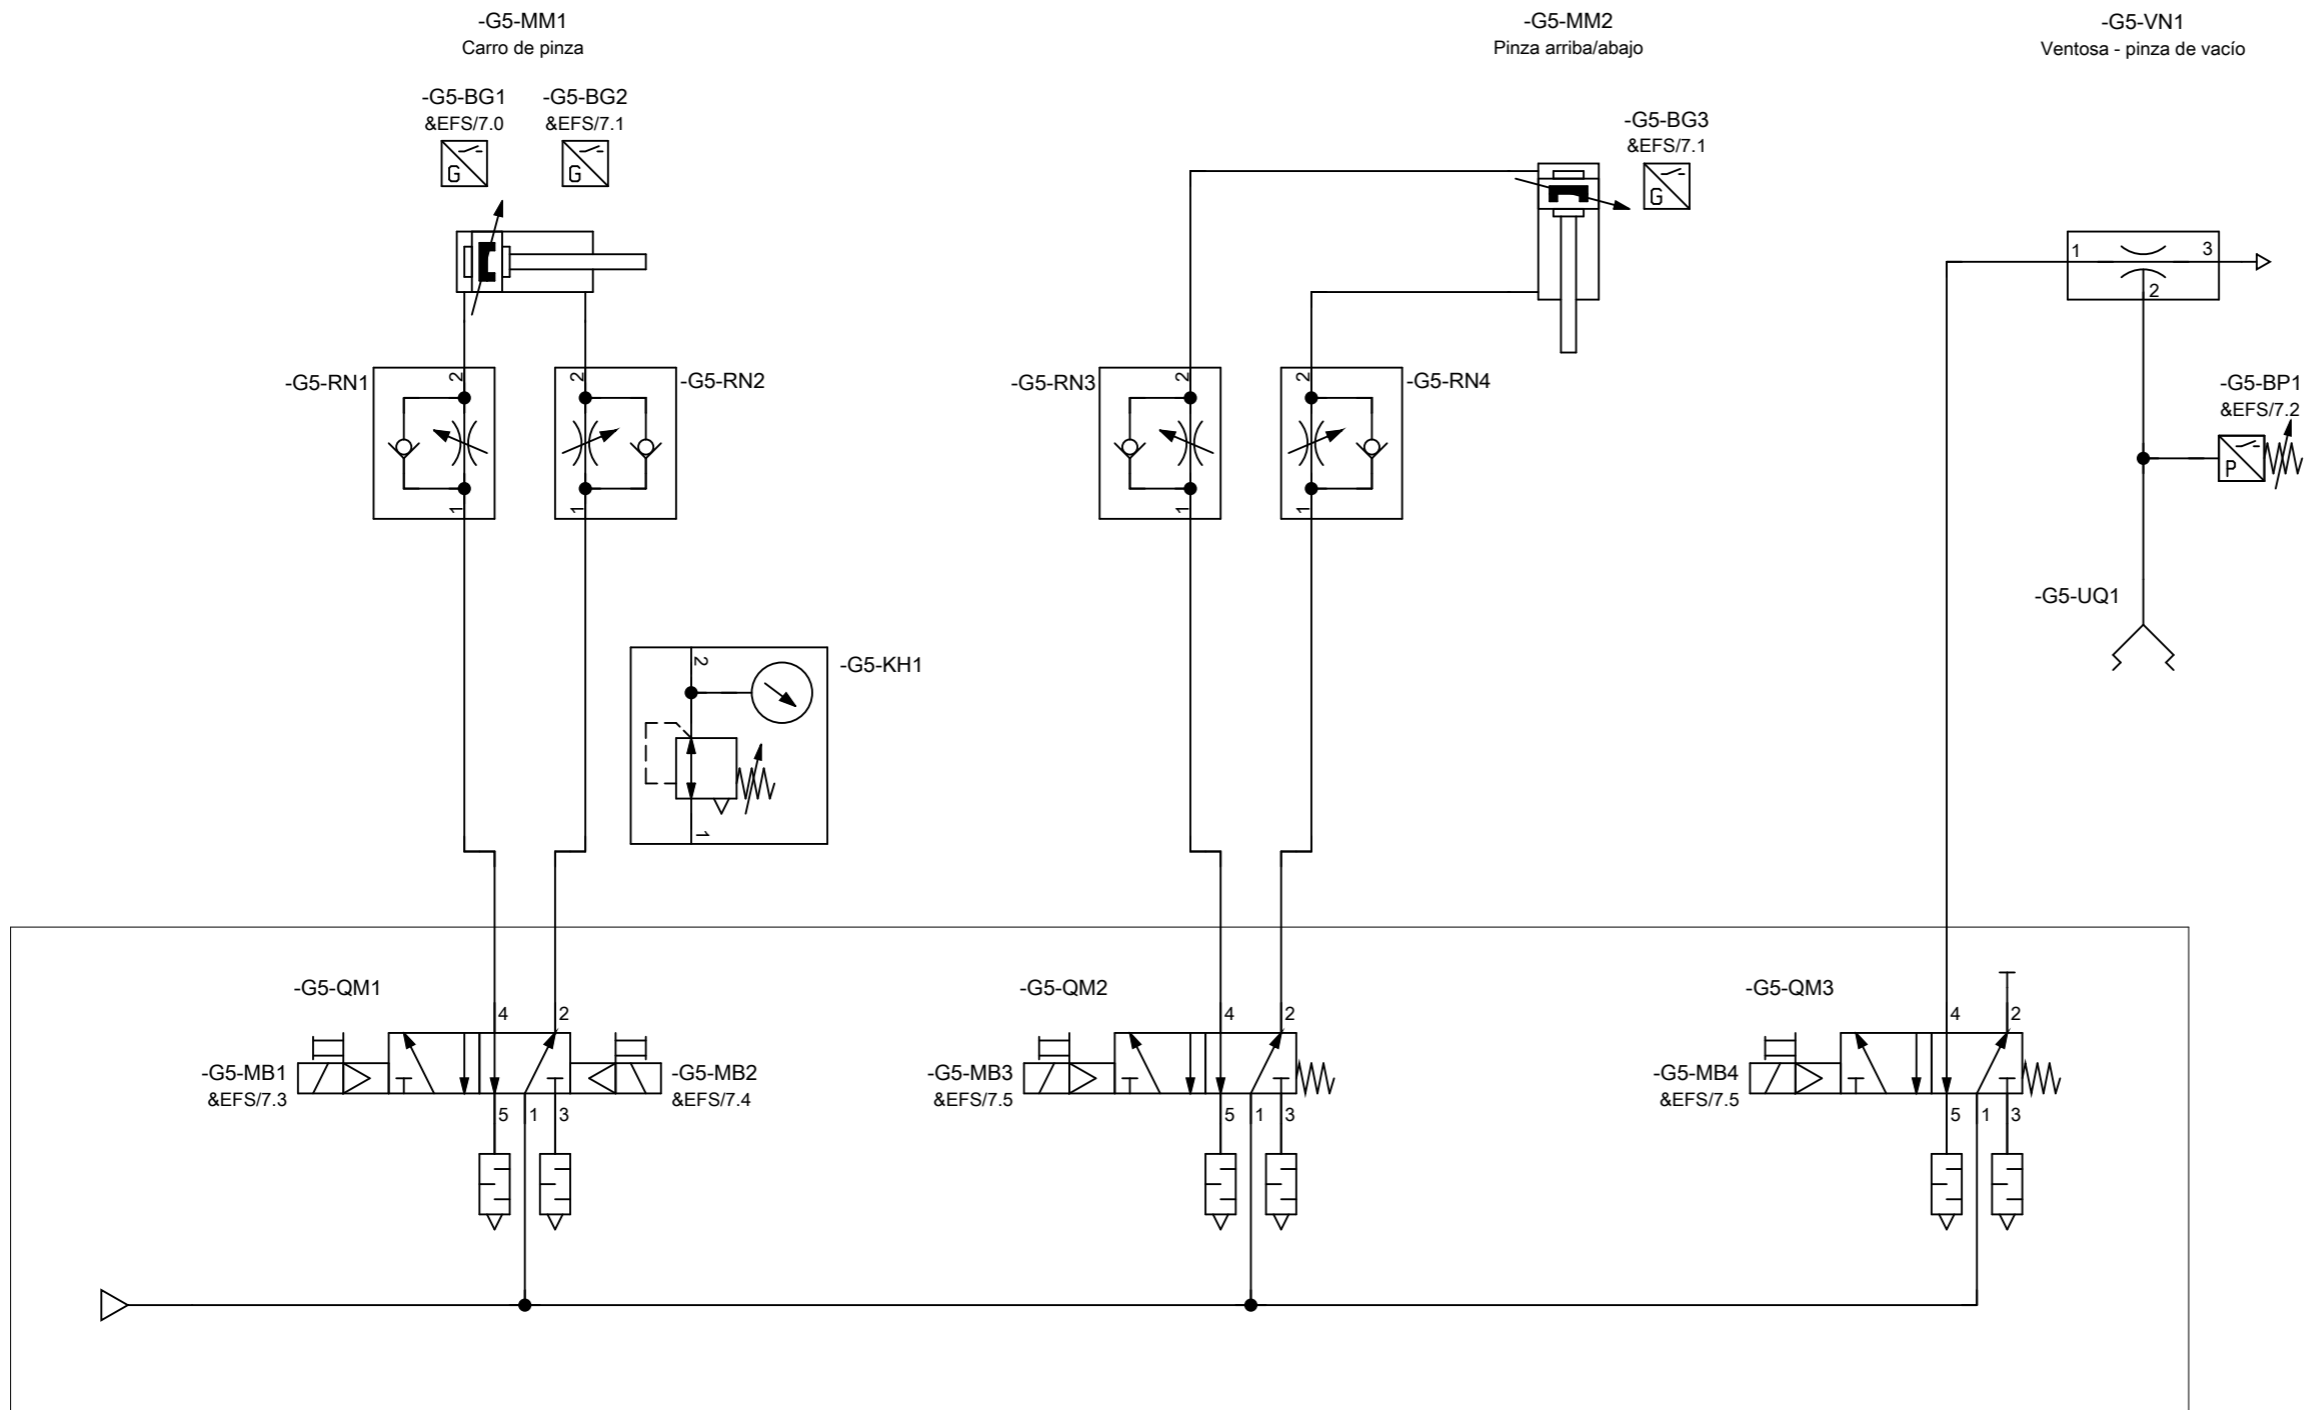 -G5-MM1
Carro de pinza
-G5-MM2
Pinza arriba/abajo
-G5-VN1
Ventosa - pinza de vacío
-G5-BG1
&EFS/7.0
G
-G5-BG2
&EFS/7.1
G
-G5-BG3
&EFS/7.1
G
1
3
2
-G5-RN1
2
1
-G5-RN2
2
1
-G5-RN3
2
1
-G5-RN4
2
1
-G5-BP1
&EFS/7.2
P
-G5-UQ1
-G5-KH1
2
1
-G5-QM1
4
2
-G5-MB1
&EFS/7.3
-G5-MB2
&EFS/7.4
5
1
3
-G5-QM2
4
2
-G5-MB3
&EFS/7.5
5
1
3
-G5-QM3
4
2
-G5-MB4
&EFS/7.5
5
1
3